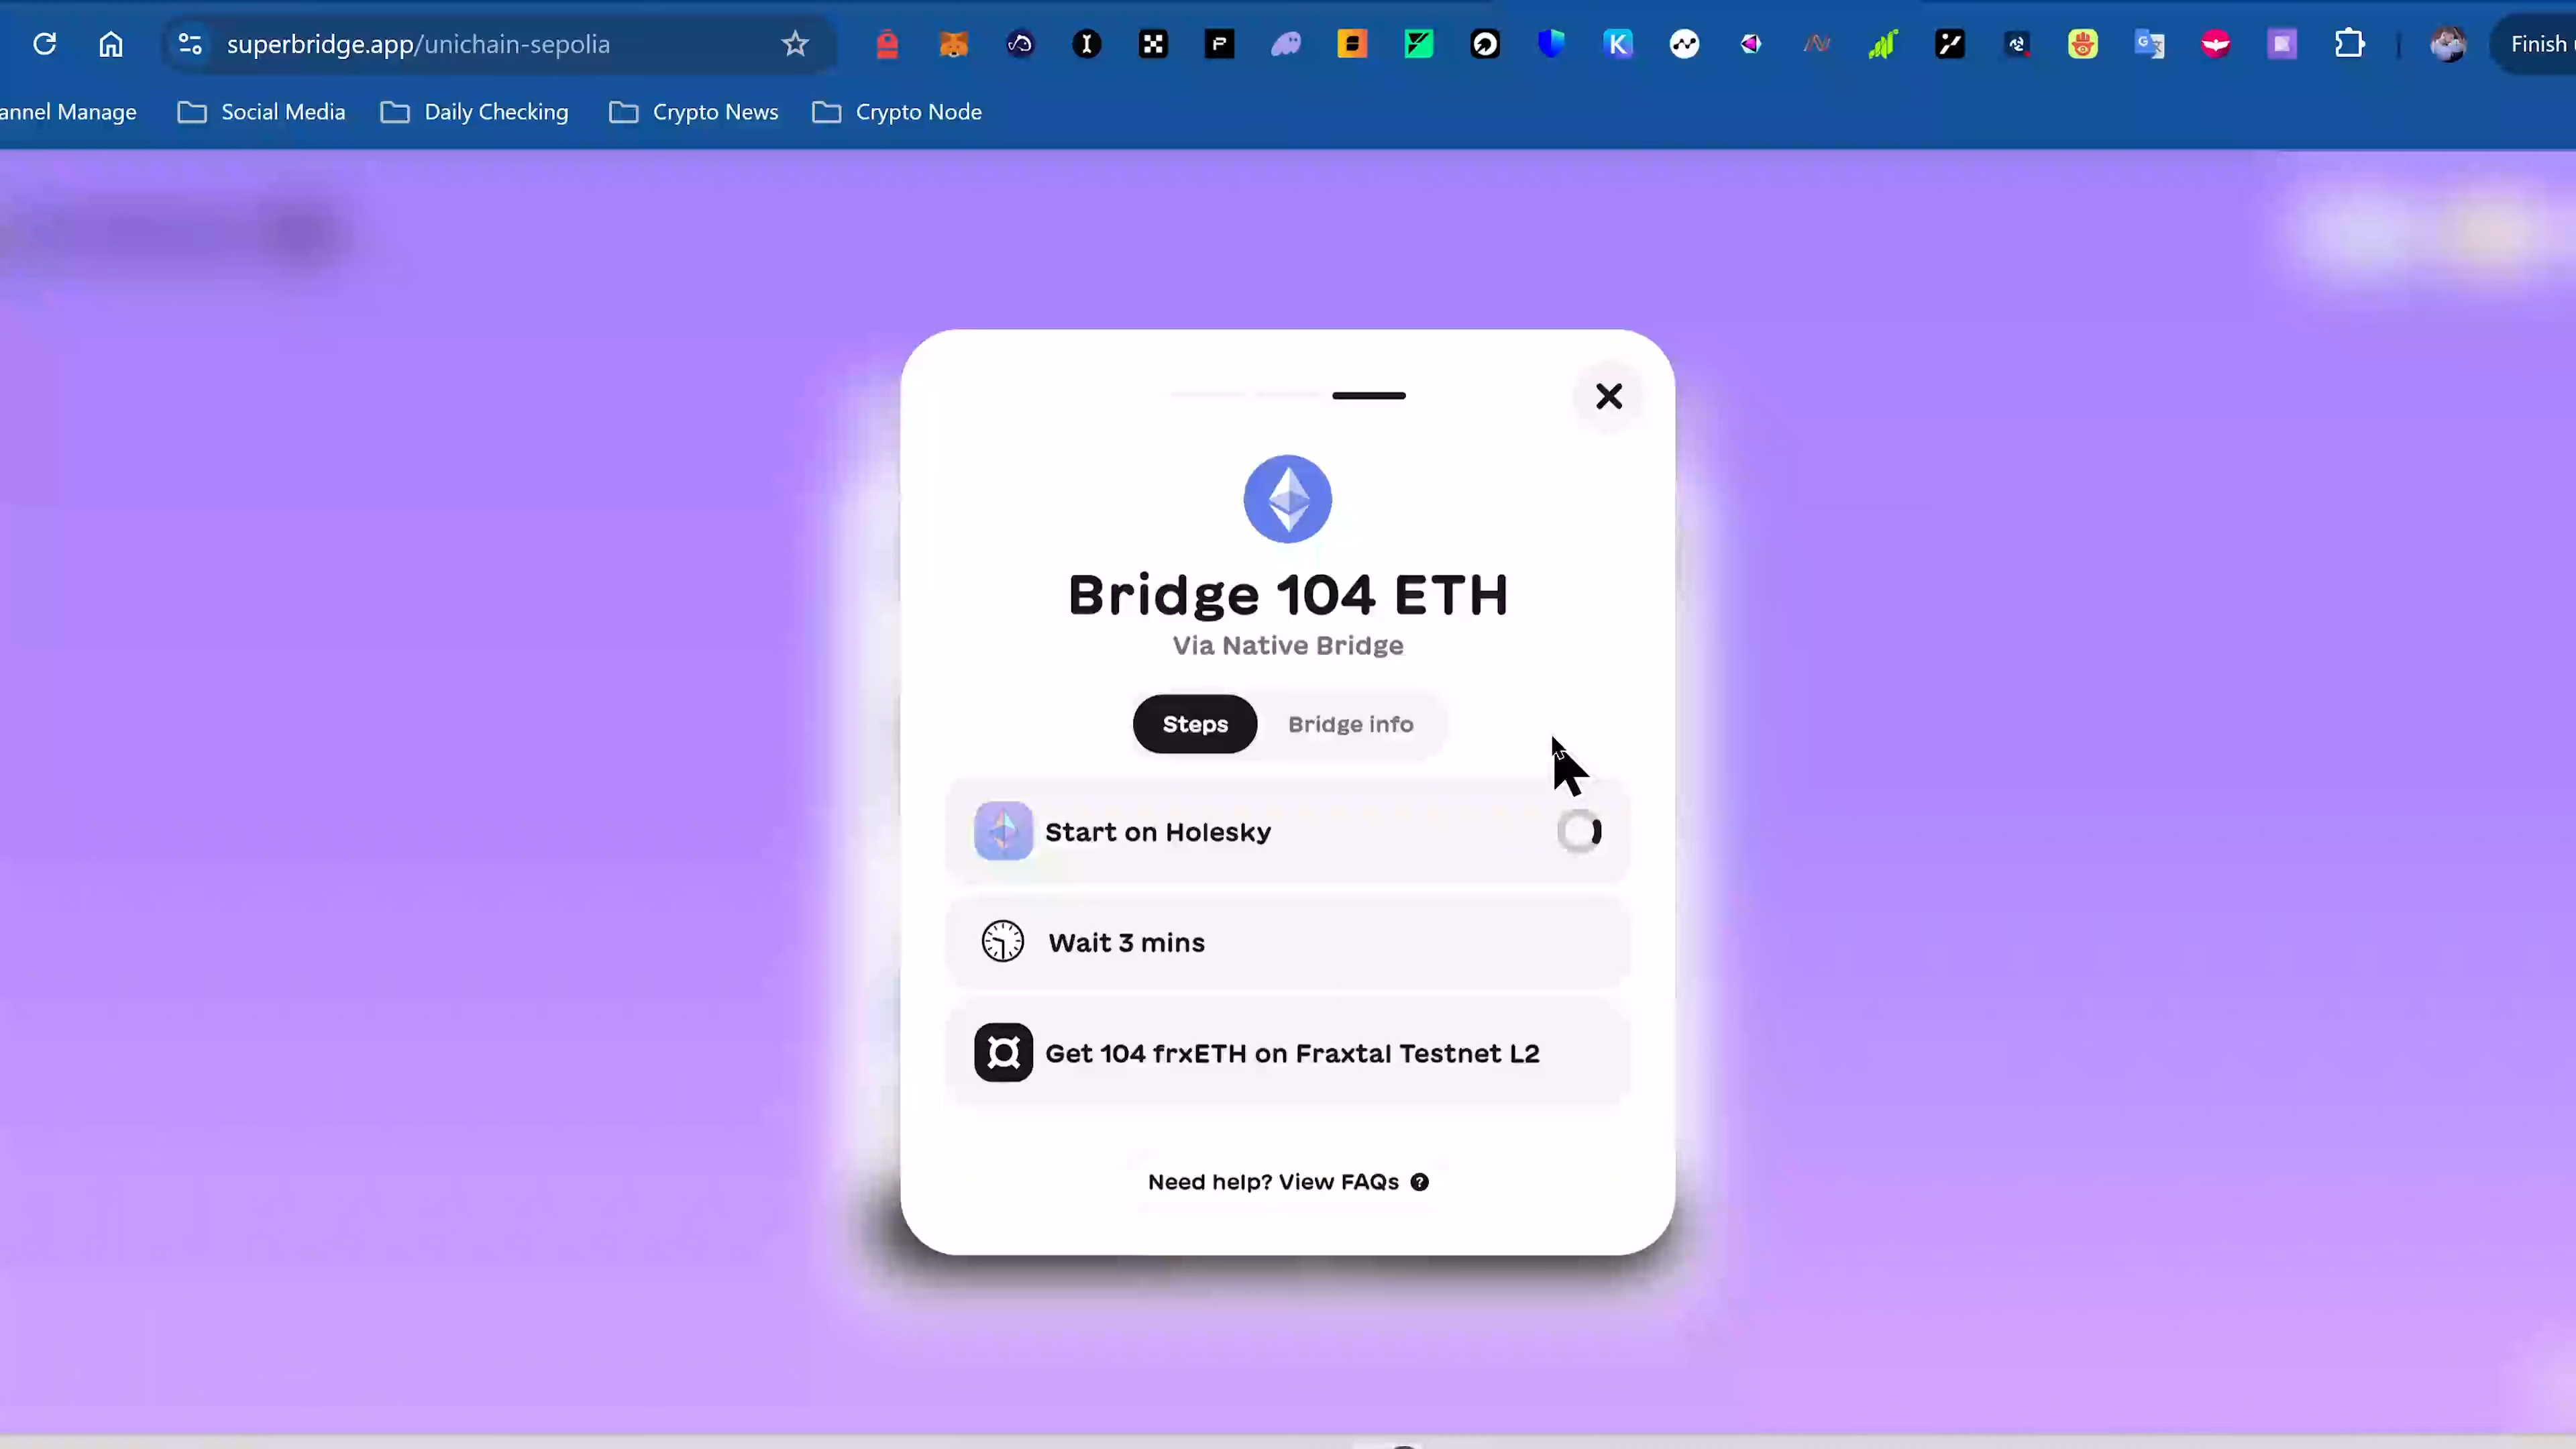 superbridge.app/unichain-sepolia
Finish
annel Manage
Social Media
Daily Checking
Crypto News
Crypto Node
Bridge 104 ETH
Via Native Bridge
Steps
Bridge info
Start on Holesky
Wait 3 mins
Get 104 frxETH on Fraxtal Testnet L2
Need help? View FAQs